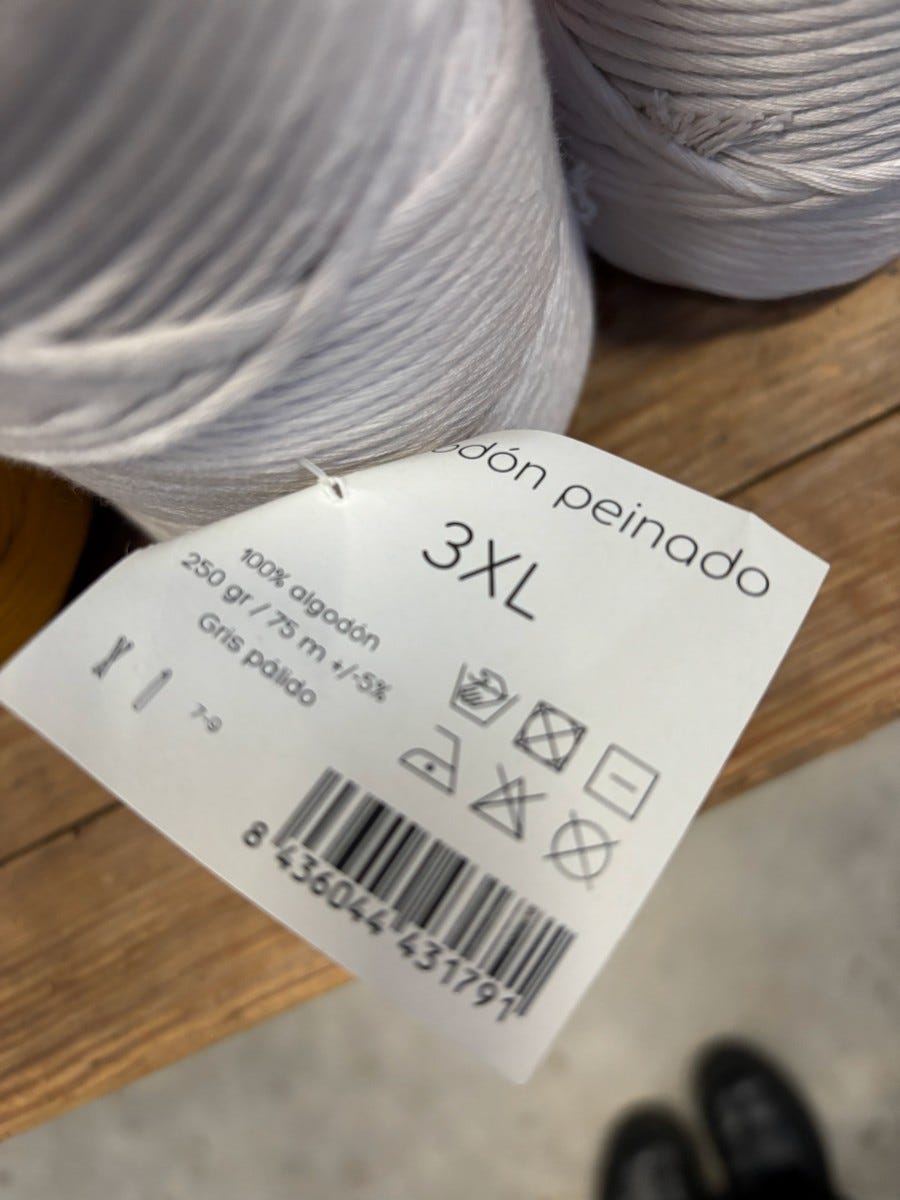 odón peinado
3XL
100% algodón
250 gr / 75 m +/-5%
Gris pálido
7-9
8 436044 431791